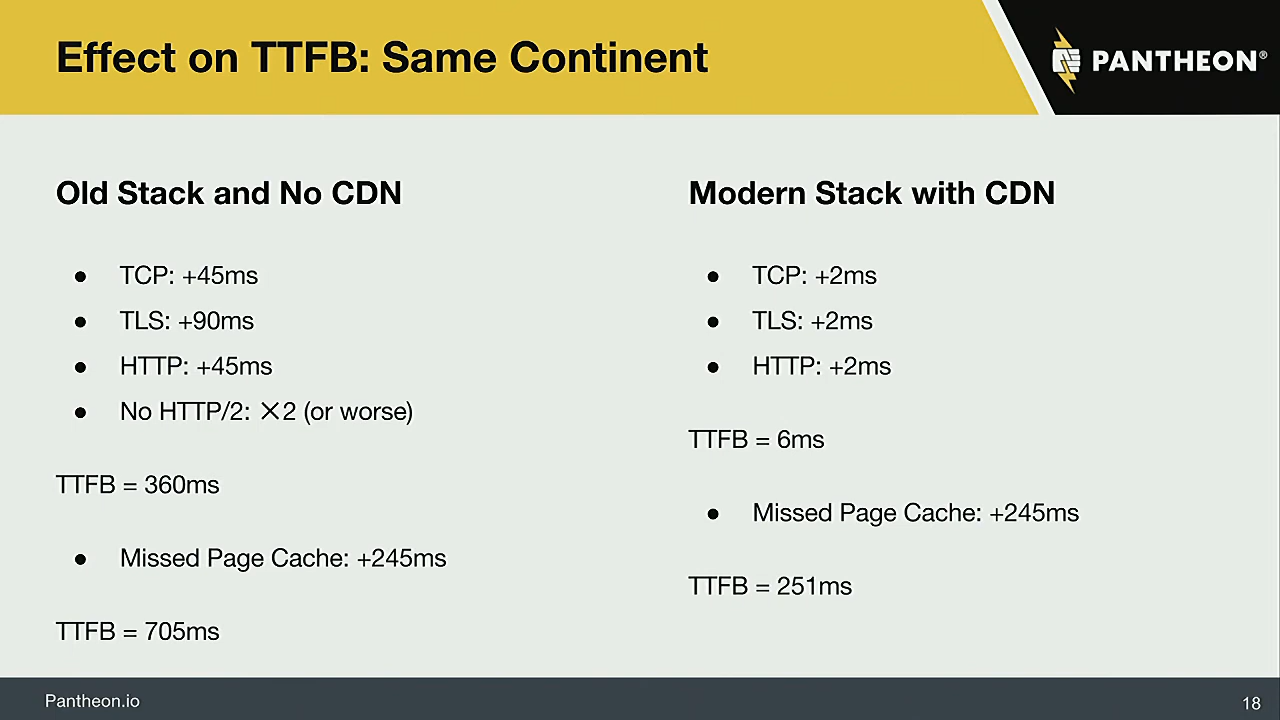 Effect on TTFB: Same Continent
PANTHEON®
Old Stack and No CDN
● TCP: +45ms
● TLS: +90ms
● HTTP: +45ms
● No HTTP/2: ×2 (or worse)
TTFB = 360ms
● Missed Page Cache: +245ms
TTFB = 705ms
Modern Stack with CDN
● TCP: +2ms
● TLS: +2ms
● HTTP: +2ms
TTFB = 6ms
● Missed Page Cache: +245ms
TTFB = 251ms
Pantheon.io
18